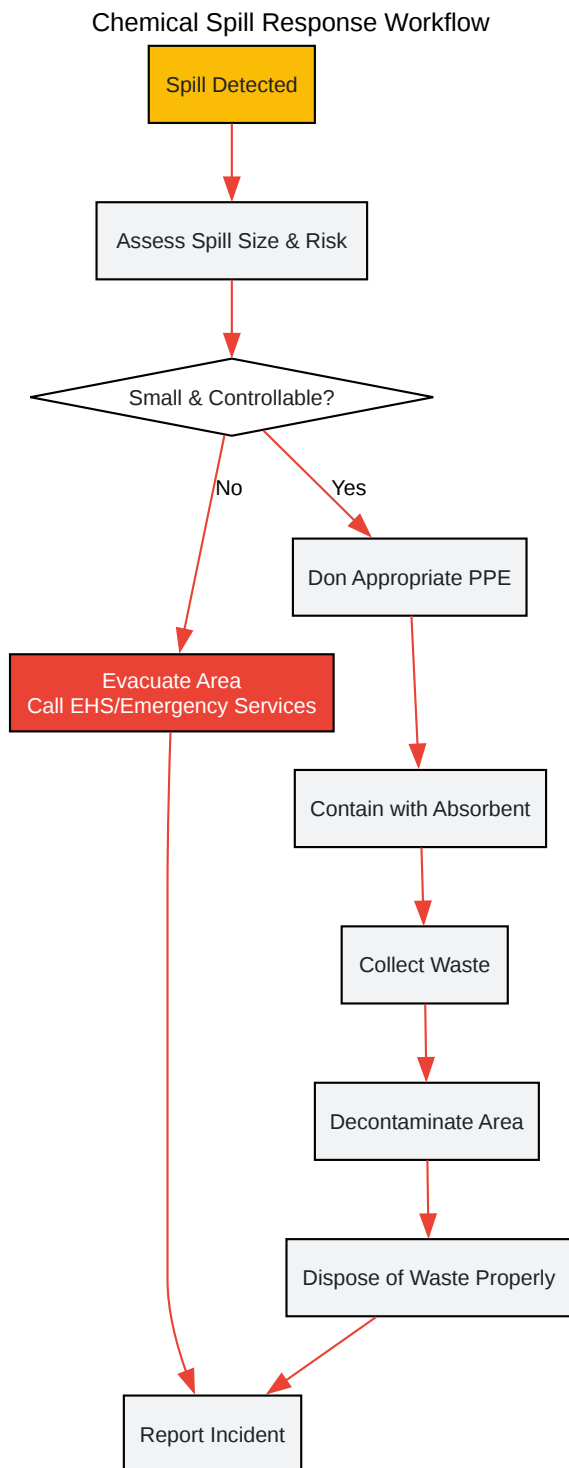 Chemical Spill Response Workflow
Spill Detected
Assess Spill Size & Risk
Small & Controllable?
No
Yes
Don Appropriate PPE
Evacuate Area
Call EHS/Emergency Services
Contain with Absorbent
Collect Waste
Decontaminate Area
Dispose of Waste Properly
Report Incident